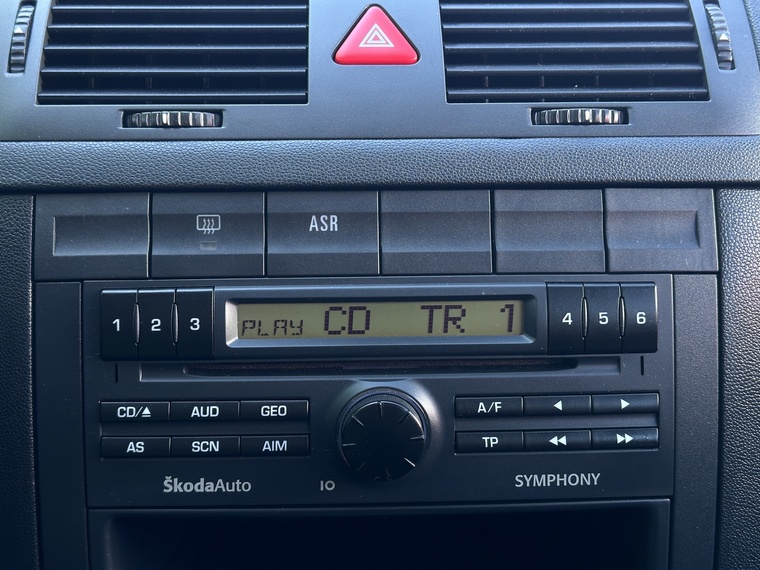 ASR
1 2 3
PLAY CD TR 1
4 5 6
CD/⏏ AUD GEO
AS SCN AIM
A/F
TP
ŠkodaAuto
IO
SYMPHONY